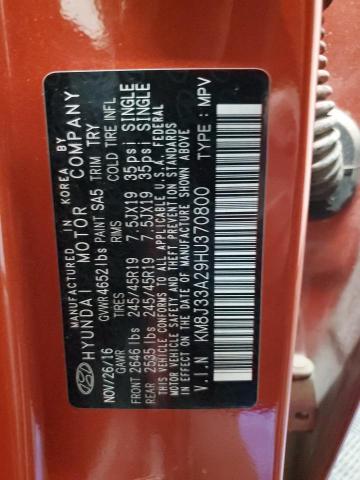 MANUFACTURED IN KOREA BY
HYUNDAI MOTOR COMPANY
NOV/26/16 GVWR 4652 lbs PAINT SA5 TRIM TRY
GAWR TIRES RIMS COLD TIRE INFL
FRONT 2646 lbs 245/45R19 7.5JX19 35psi SINGLE
REAR 2535 lbs 245/45R19 7.5JX19 35psi SINGLE
THIS VEHICLE CONFORMS TO ALL APPLICABLE U.S.A. FEDERAL
MOTOR VEHICLE SAFETY, BUMPER, AND THEFT PREVENTION STANDARDS
IN EFFECT ON THE DATE OF MANUFACTURE SHOWN ABOVE.
V.I.N KM8J33A29HU370800 TYPE: MPV